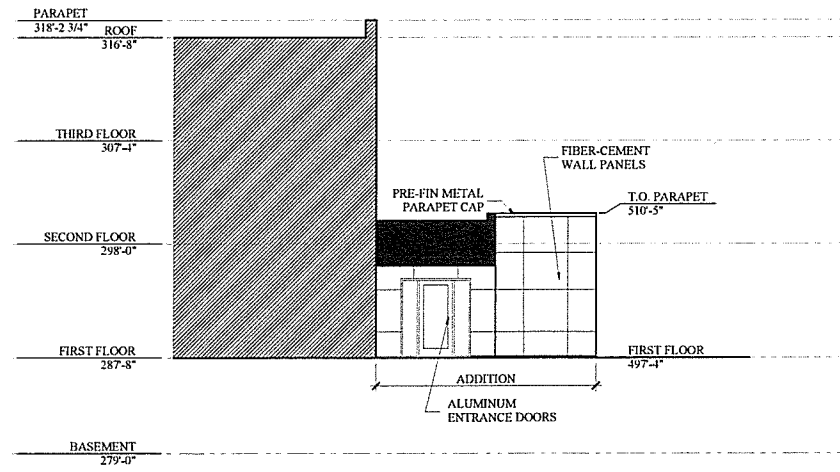 PARAPET
318'-2 3/4"
ROOF
316'-8"
THIRD FLOOR
307'-4"
FIBER-CEMENT
WALL PANELS
PRE-FIN METAL
PARAPET CAP
T.O. PARAPET
510'-5"
SECOND FLOOR
298'-0"
FIRST FLOOR
287'-8"
FIRST FLOOR
497'-4"
ADDITION
ALUMINUM
ENTRANCE DOORS
BASEMENT
279'-0"